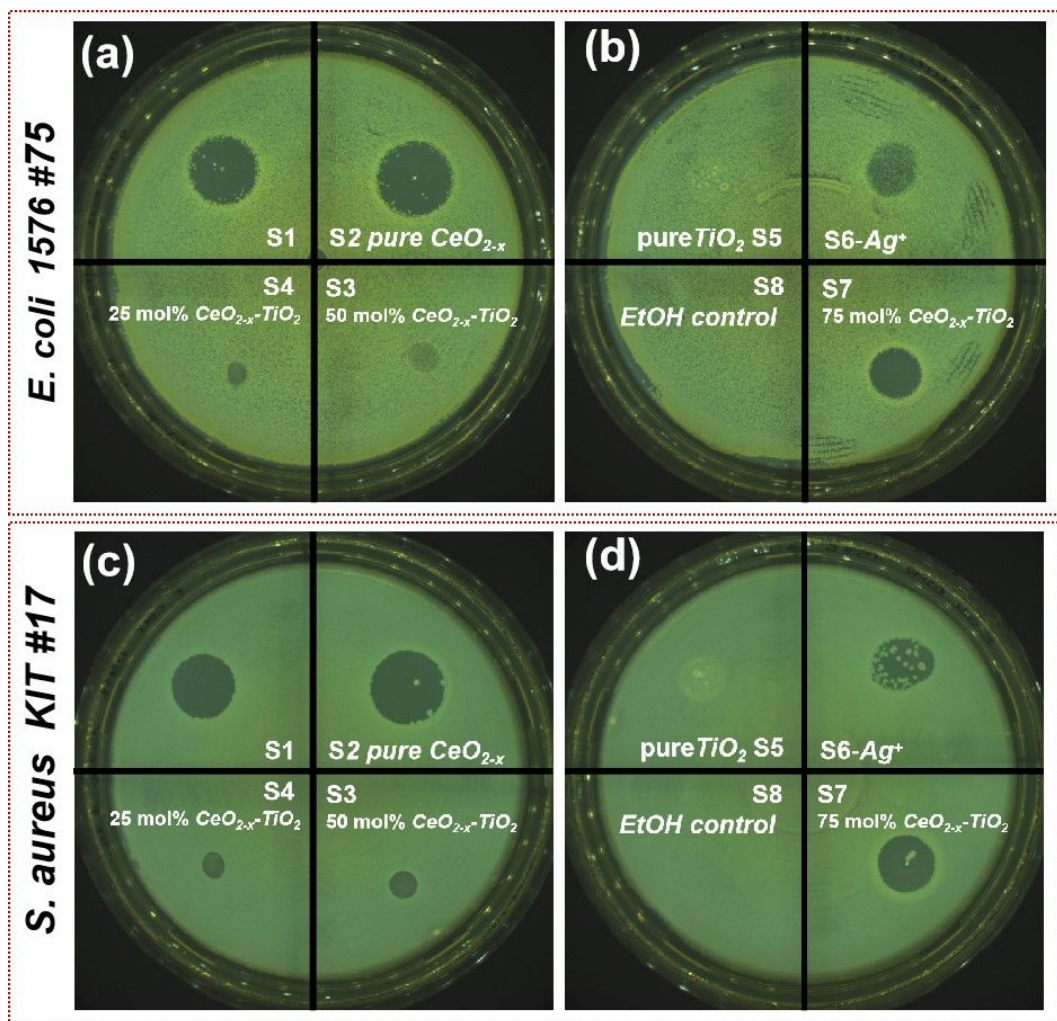 E. coli 1576 #75
(a)
S1
S2 pure CeO₂₋ₓ
S4
25 mol% CeO₂₋ₓ-TiO₂
S3
50 mol% CeO₂₋ₓ-TiO₂
(b)
pureTiO₂ S5
S6-Ag⁺
S8
EtOH control
S7
75 mol% CeO₂₋ₓ-TiO₂
S. aureus KIT #17
(c)
S1
S2 pure CeO₂₋ₓ
S4
25 mol% CeO₂₋ₓ-TiO₂
S3
50 mol% CeO₂₋ₓ-TiO₂
(d)
pureTiO₂ S5
S6-Ag⁺
S8
EtOH control
S7
75 mol% CeO₂₋ₓ-TiO₂